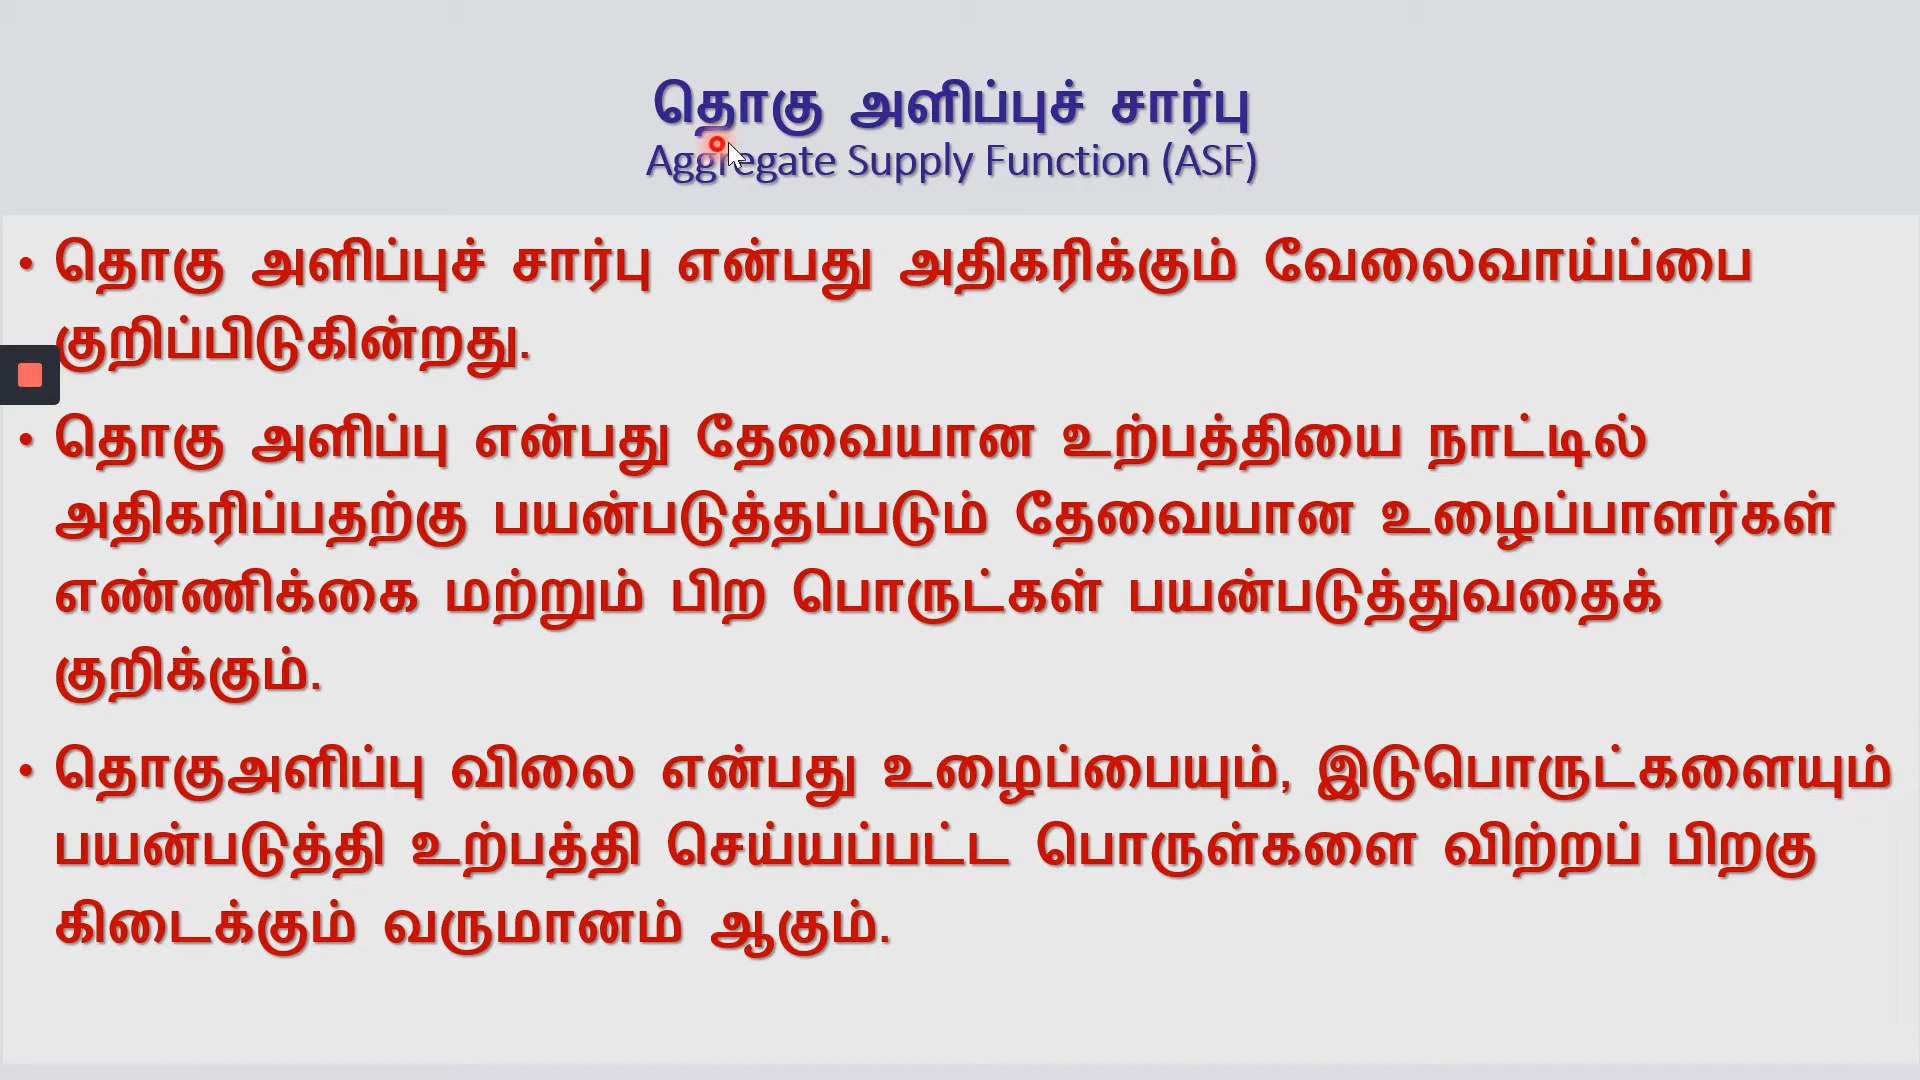 தொகு அளிப்புச் சார்பு
Aggregate Supply Function (ASF)
• தொகு அளிப்புச் சார்பு என்பது அதிகரிக்கும் வேலைவாய்ப்பை
குறிப்பிடுகின்றது.
• தொகு அளிப்பு என்பது தேவையான உற்பத்தியை நாட்டில்
அதிகரிப்பதற்கு பயன்படுத்தப்படும் தேவையான உழைப்பாளர்கள்
எண்ணிக்கை மற்றும் பிற பொருட்கள் பயன்படுத்துவதைக்
குறிக்கும்.
• தொகுஅளிப்பு விலை என்பது உழைப்பையும், இடுபொருட்களையும்
பயன்படுத்தி உற்பத்தி செய்யப்பட்ட பொருள்களை விற்றப் பிறகு
கிடைக்கும் வருமானம் ஆகும்.